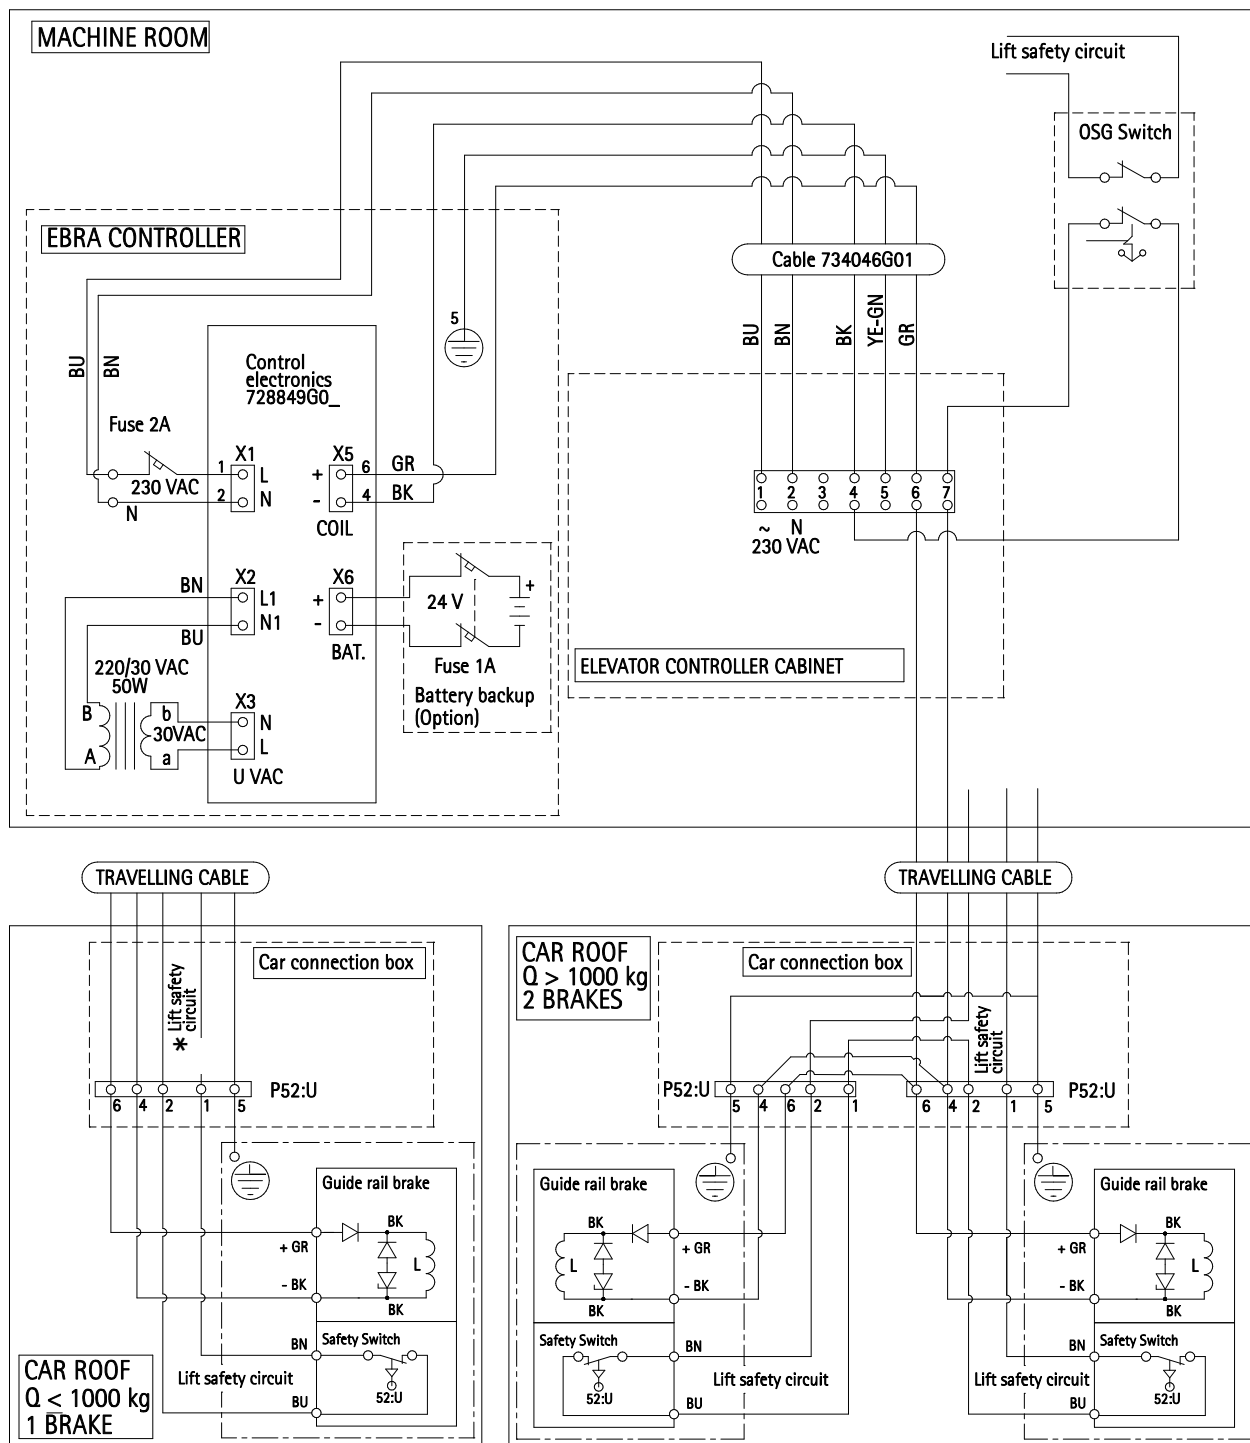 MACHINE ROOM
Lift safety circuit
OSG Switch
EBRA CONTROLLER
Cable 734046G01
5
BU
BN
BU
BN
BK
YE-GN
GR
Control
electronics
728849G0_
Fuse 2A
230 VAC
N
X1
1
L
2
N
X5
+
6
GR
-
4
BK
COIL
1
2
3
4
5
6
7
~
N
230 VAC
BN
X2
L1
N1
BU
X6
+
-
BAT.
24 V
+
Fuse 1A
Battery backup
(Option)
ELEVATOR CONTROLLER CABINET
220/30 VAC
50W
B
A
b
30VAC
a
X3
N
L
U VAC
TRAVELLING CABLE
TRAVELLING CABLE
Car connection box
* Lift safety
circuit
P52:U
6
4
2
1
5
Guide rail brake
BK
+ GR
L
- BK
BK
BN
Safety Switch
Lift safety circuit
52:U
BU
CAR ROOF
Q ≤ 1000 kg
1 BRAKE
CAR ROOF
Q > 1000 kg
2 BRAKES
Car connection box
Lift safety
circuit
P52:U
5
4
6
2
1
6
4
2
1
5
P52:U
Guide rail brake
BK
+ GR
L
- BK
BK
Safety Switch
BN
52:U
Lift safety circuit
BU
Guide rail brake
BK
+ GR
L
- BK
BK
BN
Safety Switch
Lift safety circuit
52:U
BU